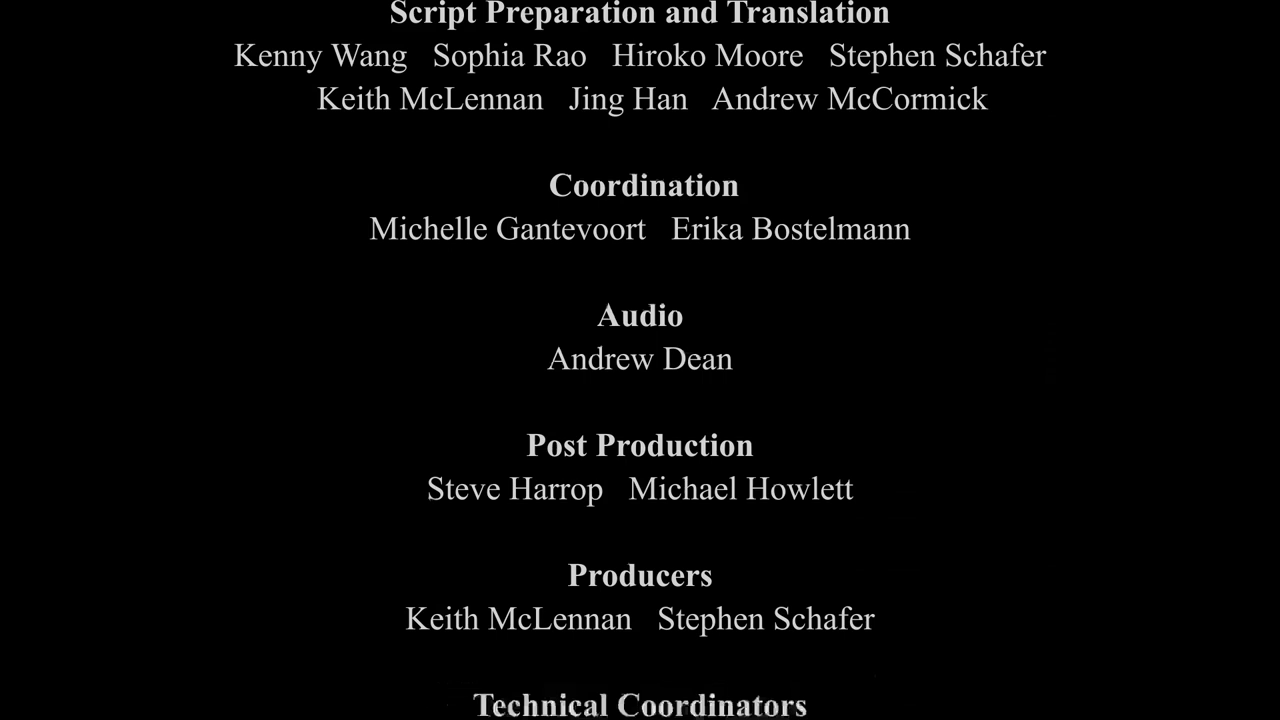 Script Preparation and Translation
Kenny Wang Sophia Rao Hiroko Moore Stephen Schafer
Keith McLennan Jing Han Andrew McCormick
Coordination
Michelle Gantevoort Erika Bostelmann
Audio
Andrew Dean
Post Production
Steve Harrop Michael Howlett
Producers
Keith McLennan Stephen Schafer
Technical Coordinators